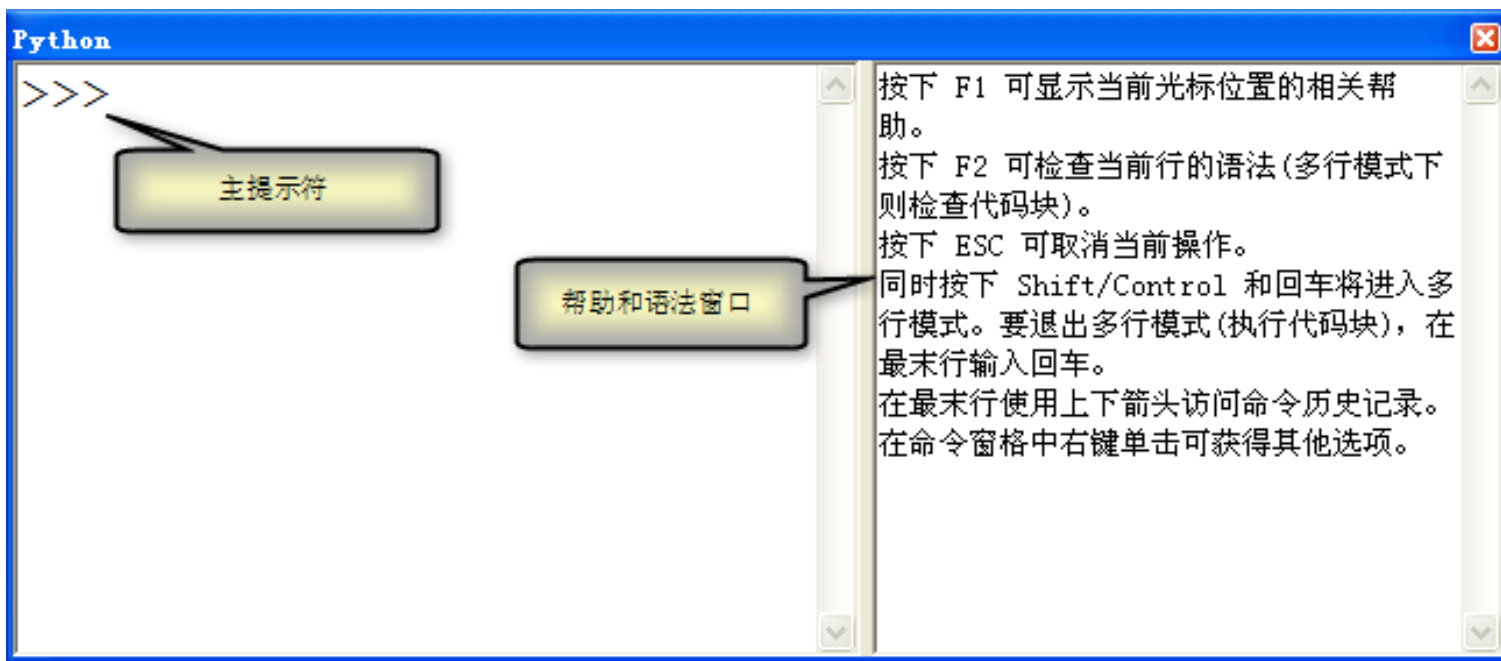 Python
>>>
主提示符
帮助和语法窗口
按下 F1 可显示当前光标位置的相关帮
助。
按下 F2 可检查当前行的语法(多行模式下
则检查代码块)。
按下 ESC 可取消当前操作。
同时按下 Shift/Control 和回车将进入多
行模式。要退出多行模式(执行代码块)，在
最末行输入回车。
在最末行使用上下箭头访问命令历史记录。
在命令窗格中右键单击可获得其他选项。